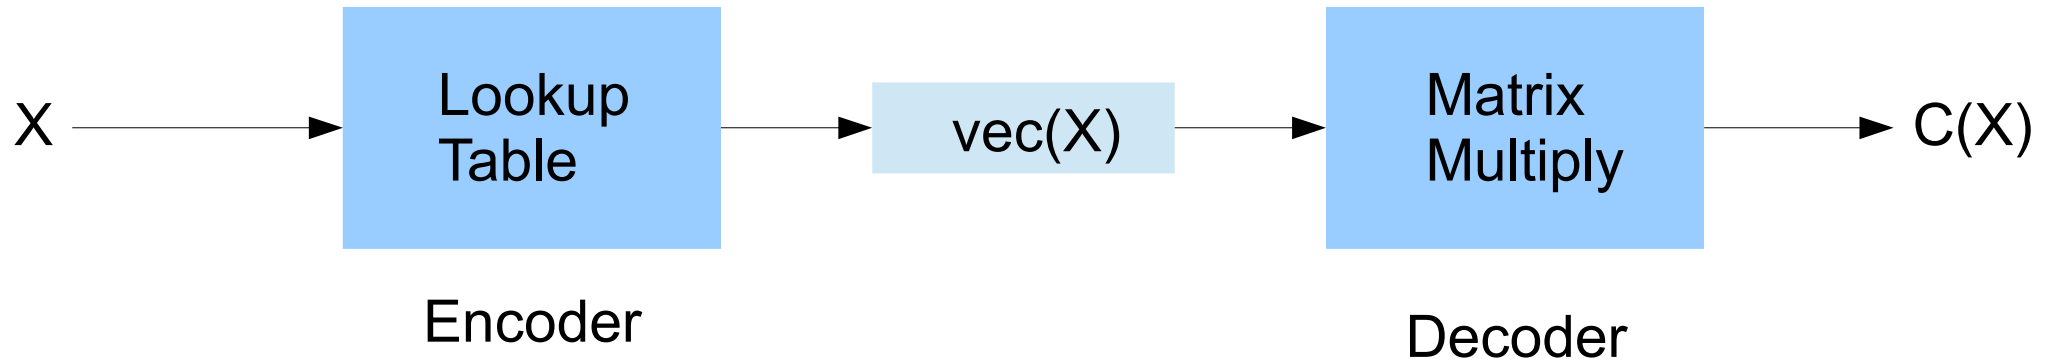 X
Lookup
Table
vec(X)
Matrix
Multiply
C(X)
Encoder
Decoder